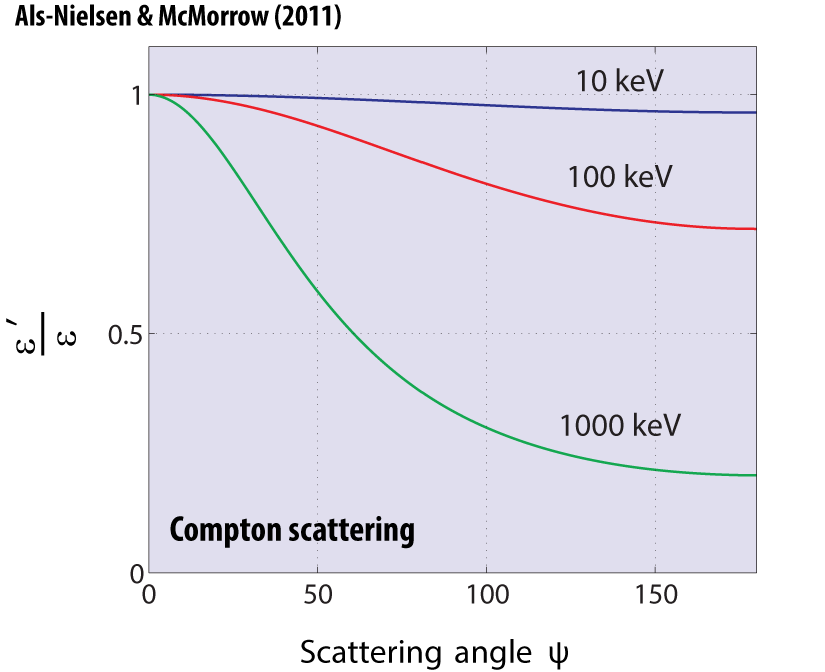 Als-Nielsen & McMorrow (2011)
10 keV
1
100 keV
ε′
ε
0.5
1000 keV
Compton scattering
0
0 50 100 150
Scattering angle ψ